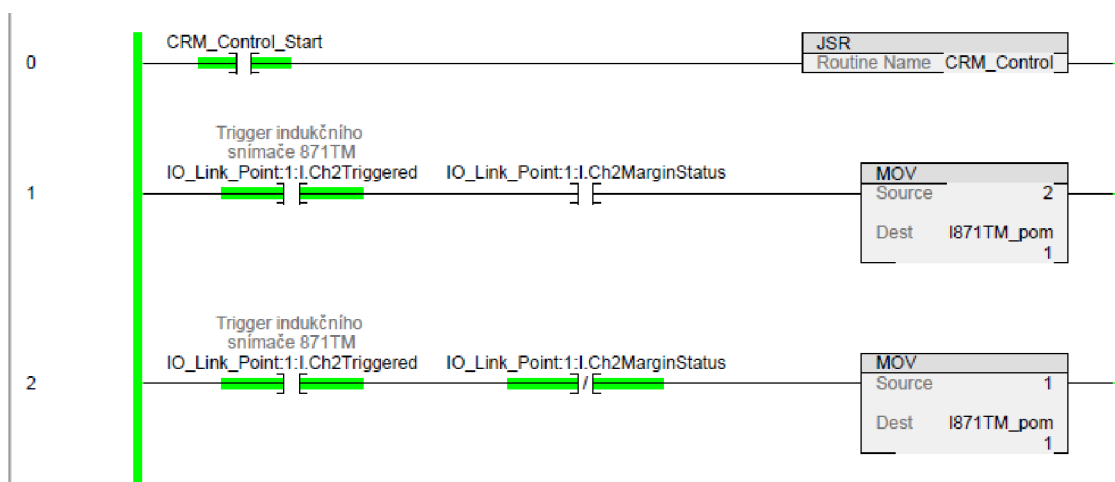 CRM_Control_Start
JSR
0
Routine Name CRM_Control
Trigger indukčního
snímače 871TM
IO_Link_Point:1:I.Ch2Triggered IO_Link_Point:1:I.Ch2MarginStatus
MOV
1
Source 2
Dest I871TM_pom
1
Trigger indukčního
snímače 871TM
IO_Link_Point:1:I.Ch2Triggered IO_Link_Point:1:I.Ch2MarginStatus
MOV
2
/
Source 1
Dest I871TM_pom
1